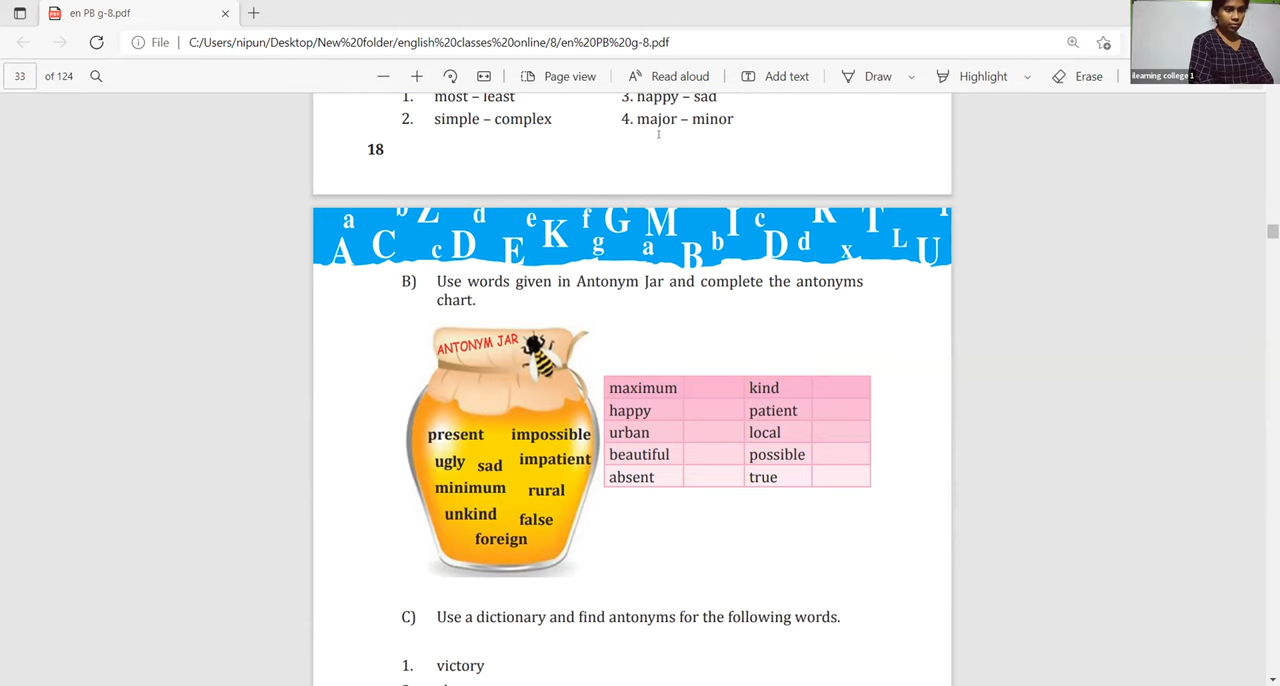 en PB g-8.pdf
File C:/Users/nipun/Desktop/New%20folder/english%20classes%20online/8/en%20PB%20g-8.pdf
33 of 124 Page view Read aloud Add text Draw Highlight Erase
ilearning college 1
1. most – least 3. happy – sad
2. simple – complex 4. major – minor
18
a b Z d e K f G M I c R T
A C c D E g a B b D d x L U
B) Use words given in Antonym Jar and complete the antonyms
chart.
ANTONYM JAR
present impossible
ugly sad impatient
minimum rural
unkind false
foreign
maximum kind
happy patient
urban local
beautiful possible
absent true
C) Use a dictionary and find antonyms for the following words.
1. victory